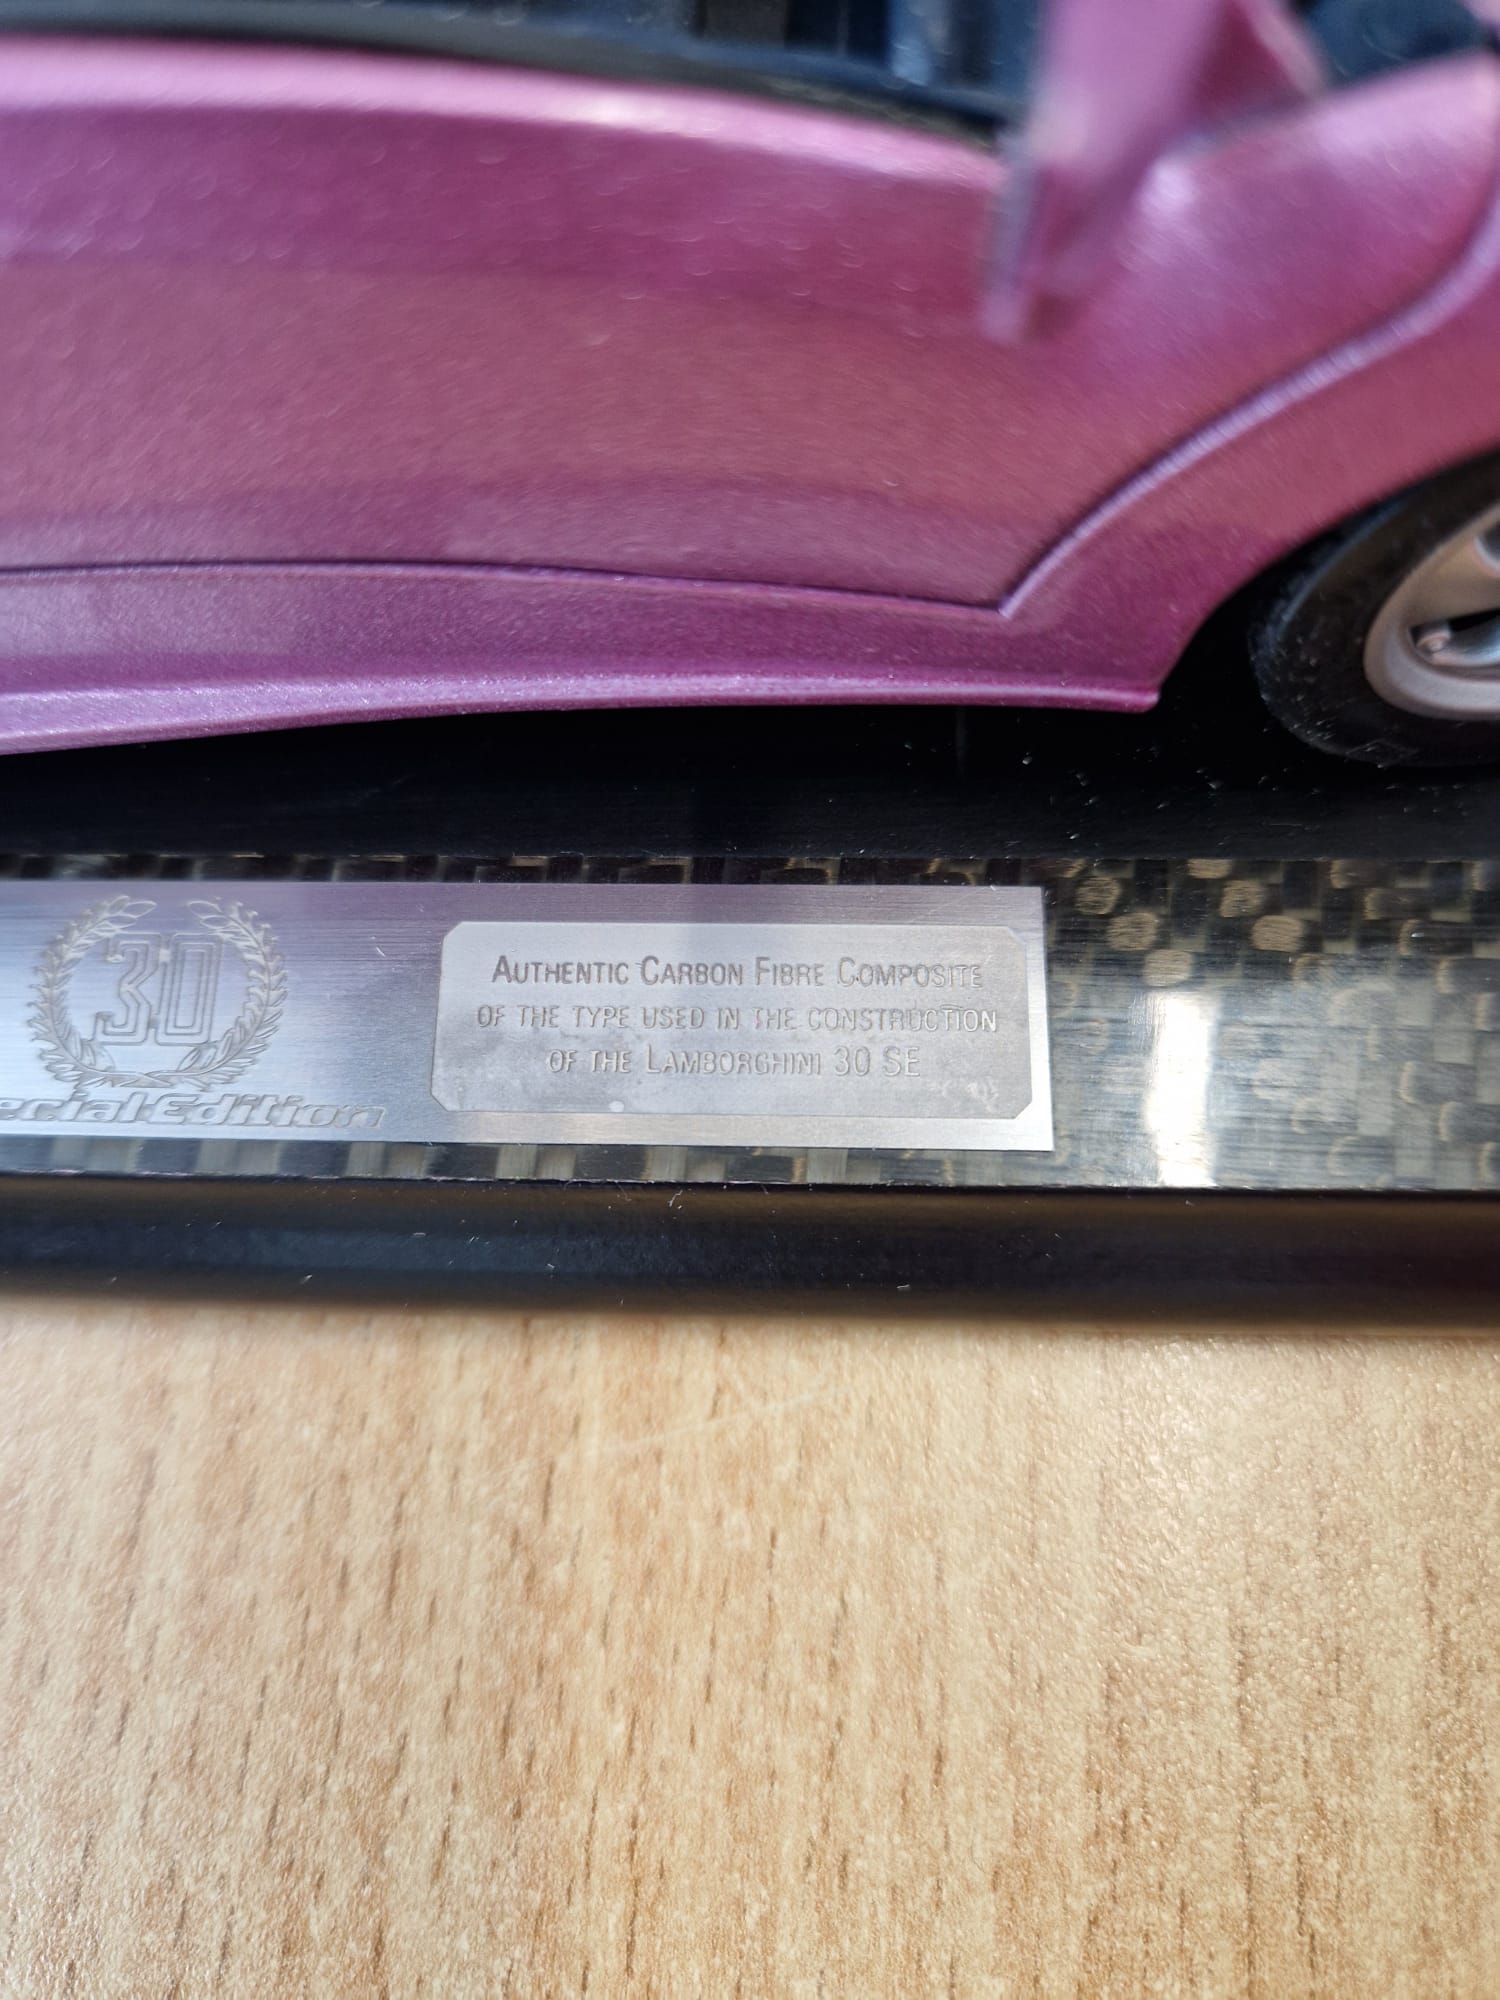 30
ecial Edition
AUTHENTIC CARBON FIBRE COMPOSITE
OF THE TYPE USED IN THE CONSTRUCTION
OF THE LAMBORGHINI 30 SE